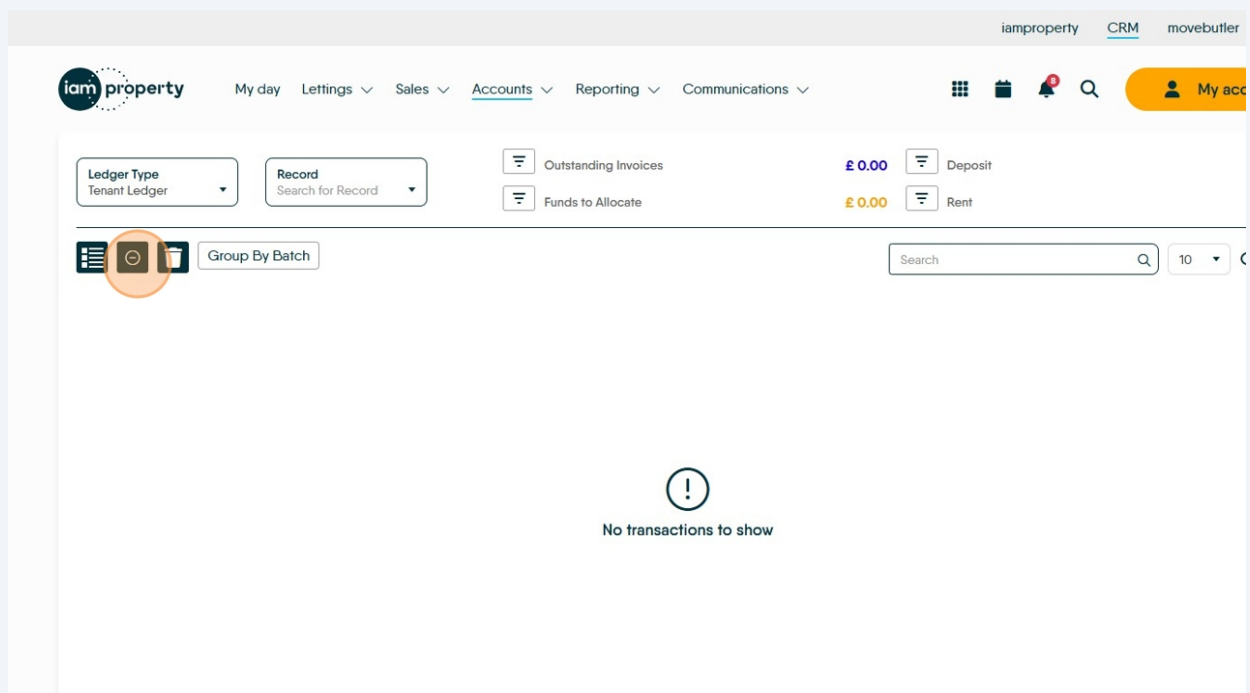 iamproperty CRM movebutler
iam property My day Lettings Sales Accounts Reporting Communications 8 My acc
Ledger Type
Tenant Ledger
Record
Search for Record
Outstanding Invoices £ 0.00 Deposit
Funds to Allocate £ 0.00 Rent
Group By Batch Search 10
No transactions to show